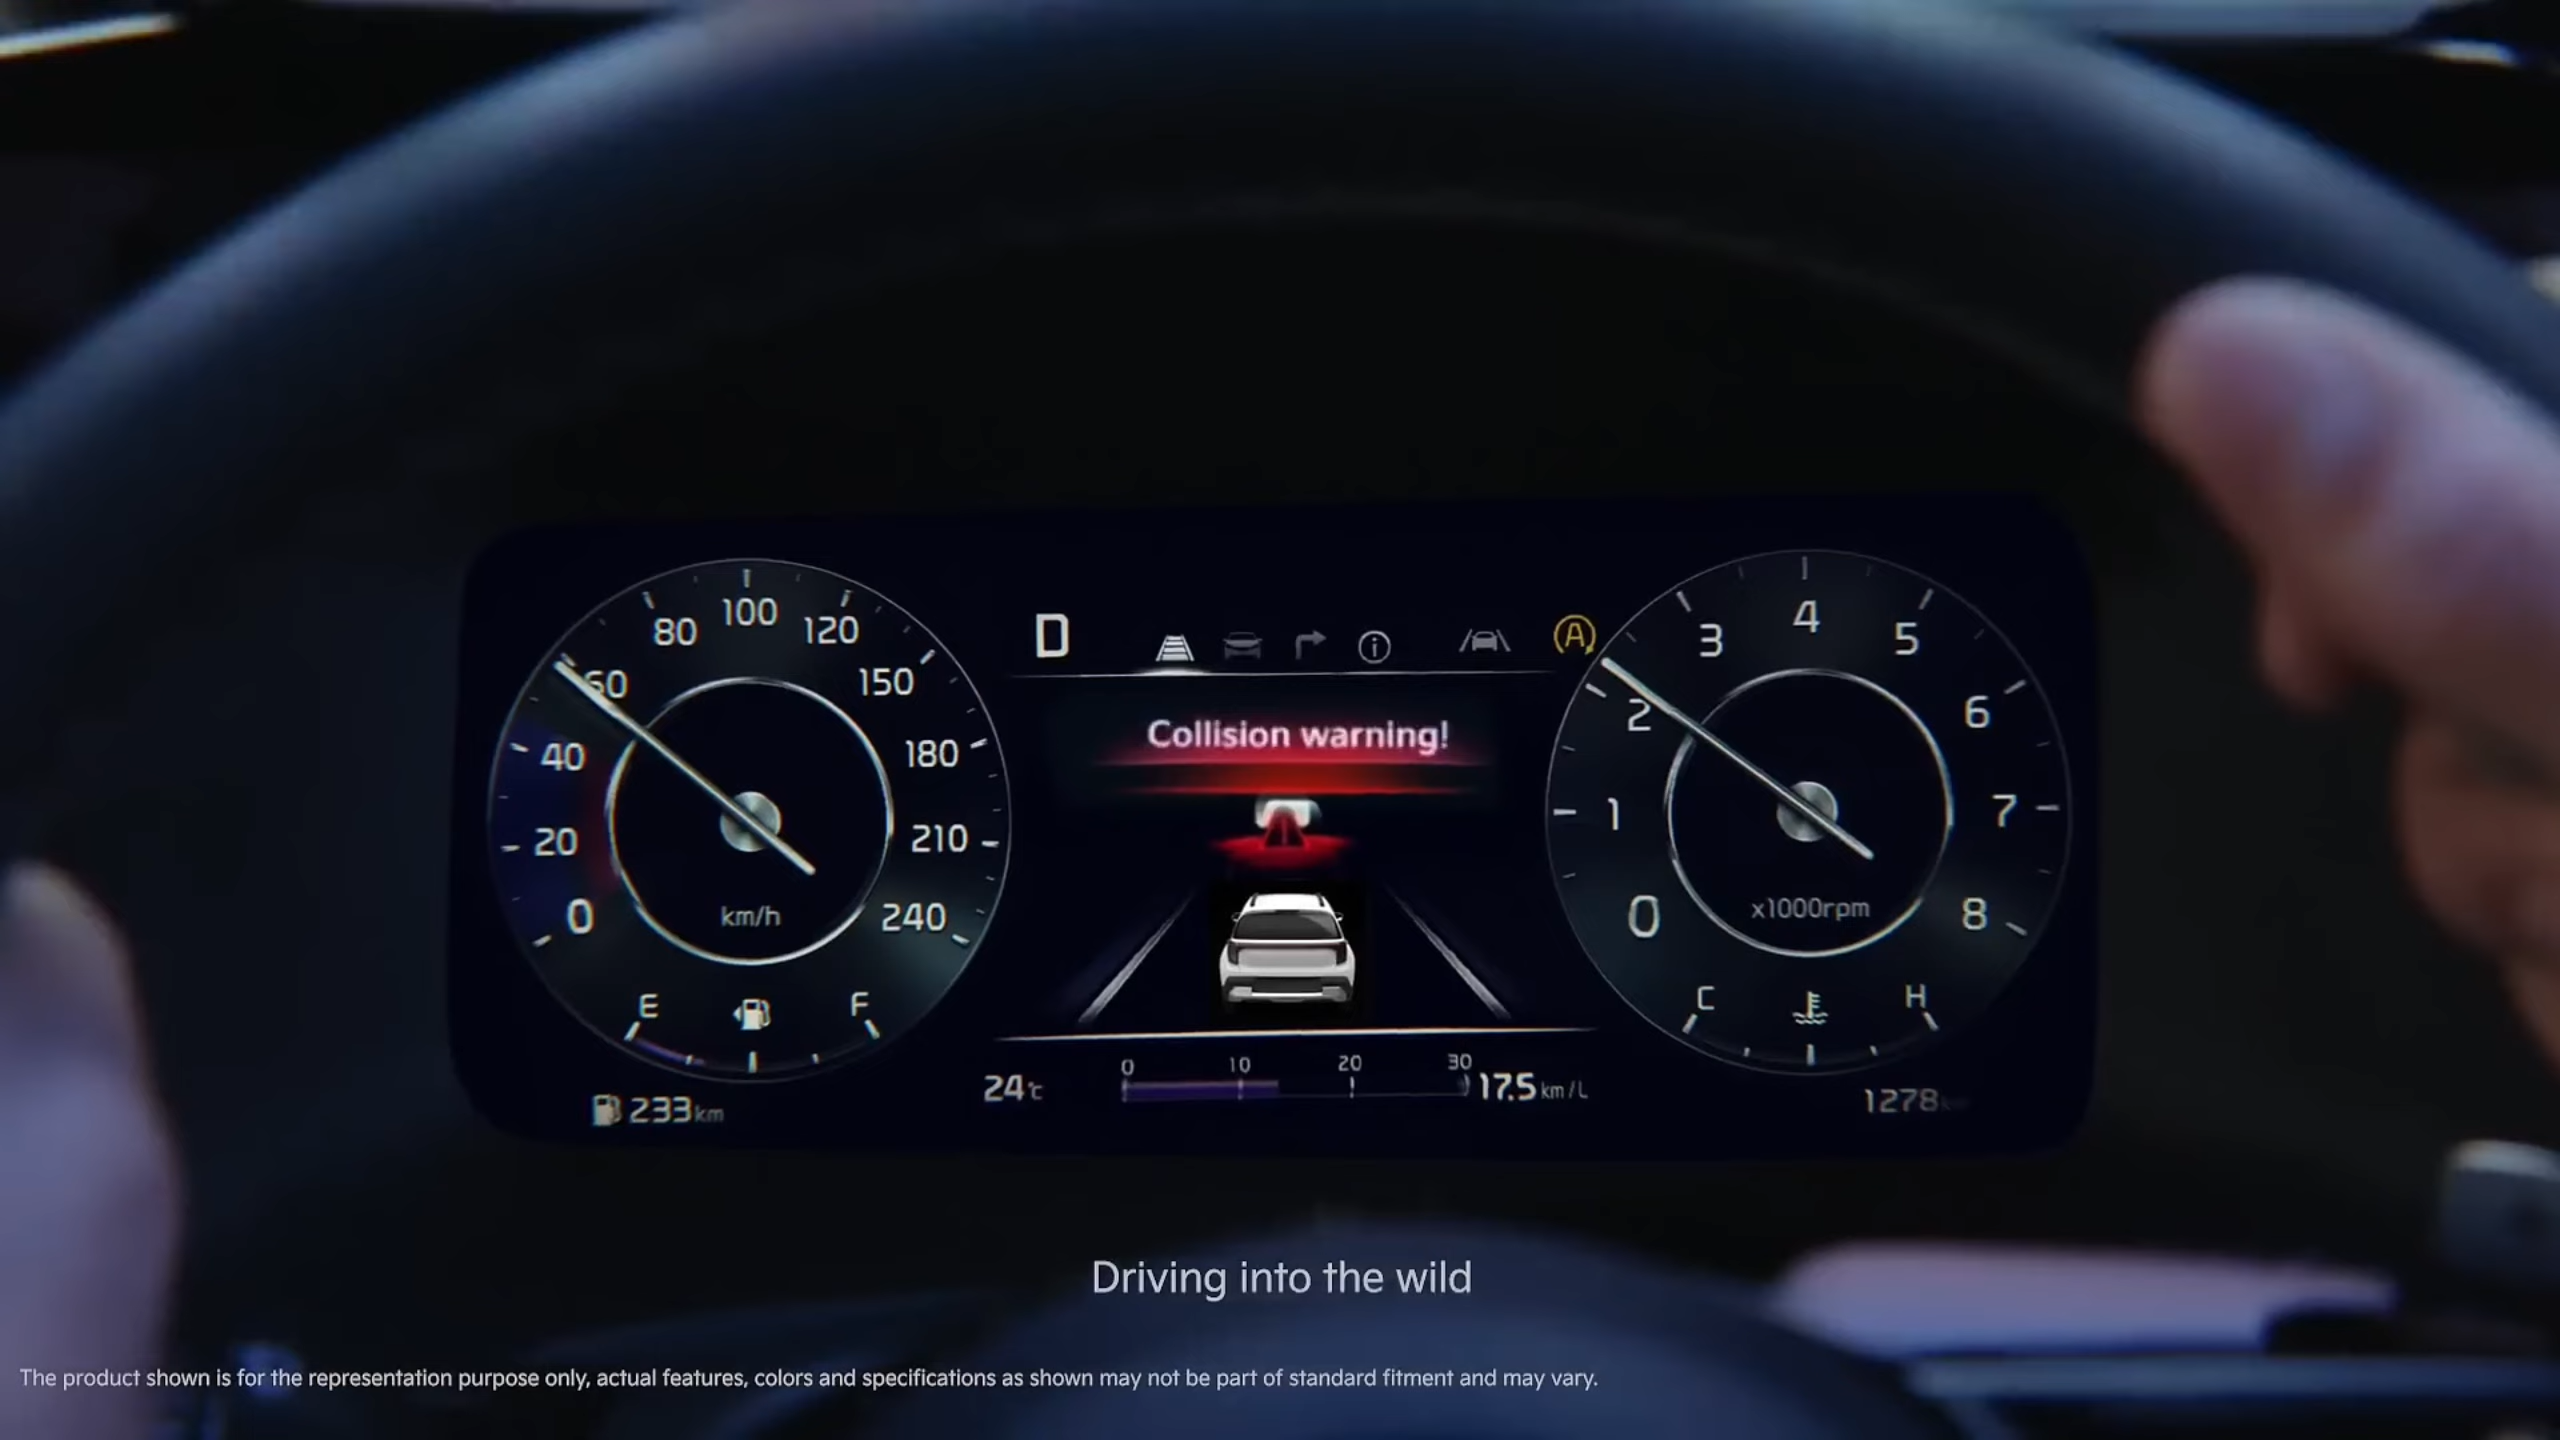 80 100 120
60 150
40 180
20 210
0 km/h 240
E F
233km
D i A
Collision warning!
0 10 20 30
24°c 17.5 km/L
3 4 5
2 6
1 7
0 x1000rpm 8
C H
1278
Driving into the wild
The product shown is for the representation purpose only, actual features, colors and specifications as shown may not be part of standard fitment and may vary.